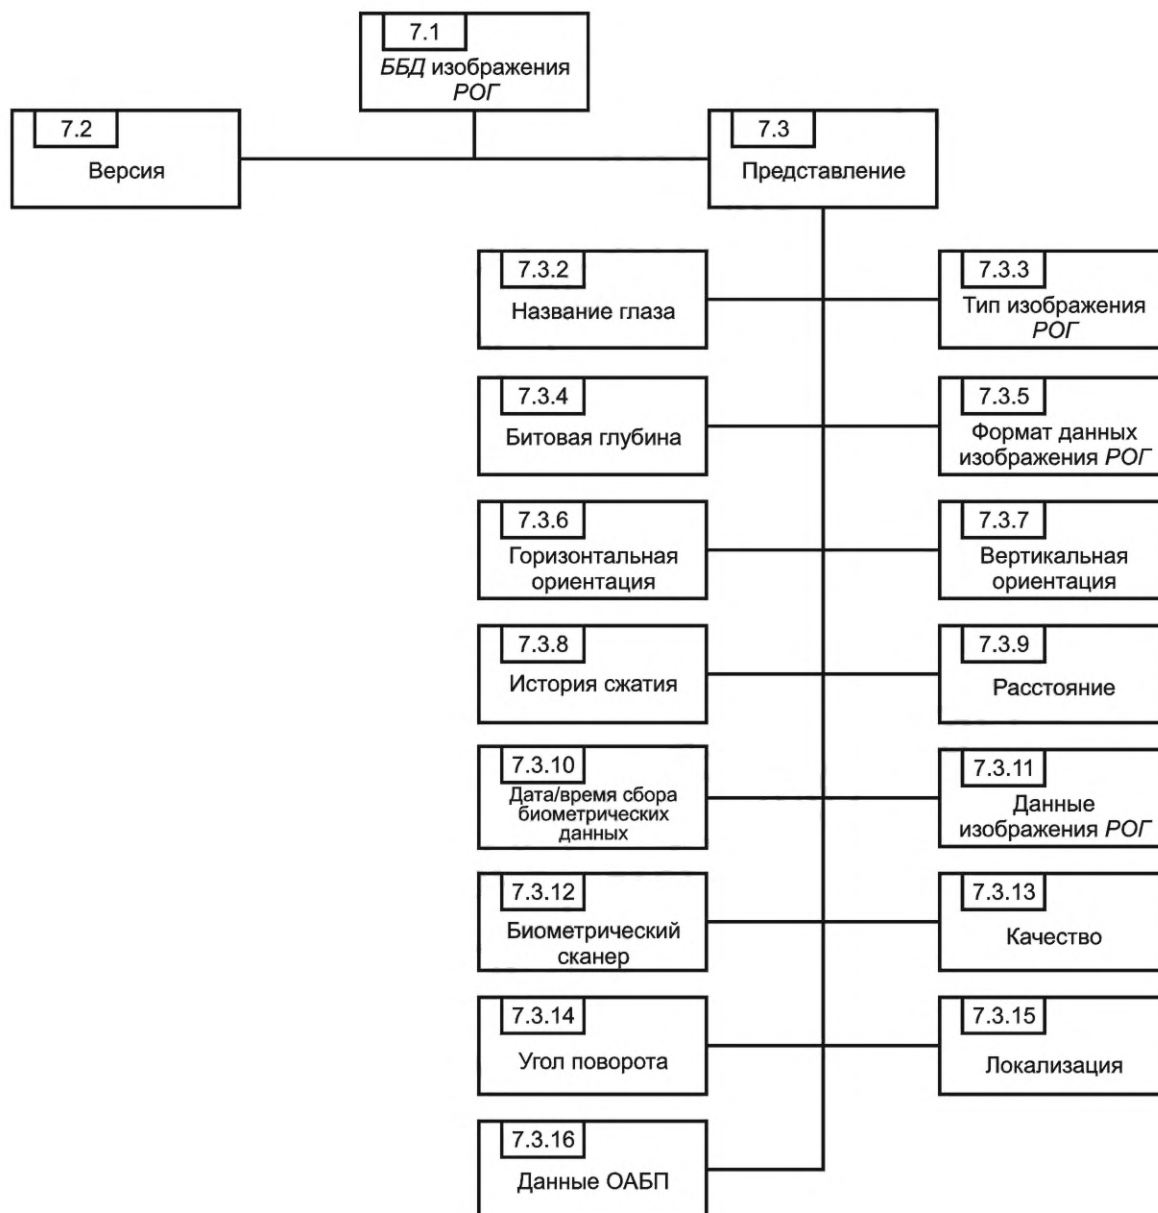 7.1
ББД изображения
РОГ
7.2
Версия
7.3
Представление
7.3.2
Название глаза
7.3.3
Тип изображения
РОГ
7.3.4
Битовая глубина
7.3.5
Формат данных
изображения РОГ
7.3.6
Горизонтальная
ориентация
7.3.7
Вертикальная
ориентация
7.3.8
История сжатия
7.3.9
Расстояние
7.3.10
Дата/время сбора
биометрических
данных
7.3.11
Данные
изображения РОГ
7.3.12
Биометрический
сканер
7.3.13
Качество
7.3.14
Угол поворота
7.3.15
Локализация
7.3.16
Данные ОАБП